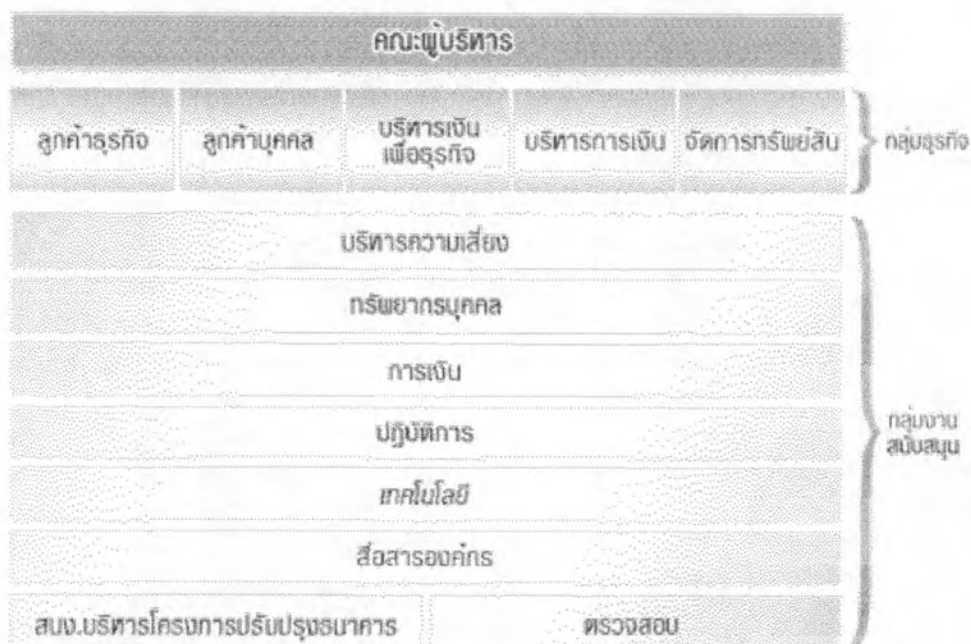 คณะผู้บริหาร
ลูกค้าธุรกิจ
ลูกค้าบุคคล
บริหารเงิน
เพื่อธุรกิจ
บริหารการเงิน
จัดการทรัพย์สิน
กลุ่มธุรกิจ
บริหารความเสี่ยง
ทรัพยากรบุคคล
การเงิน
ปฏิบัติการ
เทคโนโลยี
สื่อสารองค์กร
กลุ่มงาน
สนับสนุน
สนง.บริหารโครงการปรับปรุงธนาคาร
ตรวจสอบ